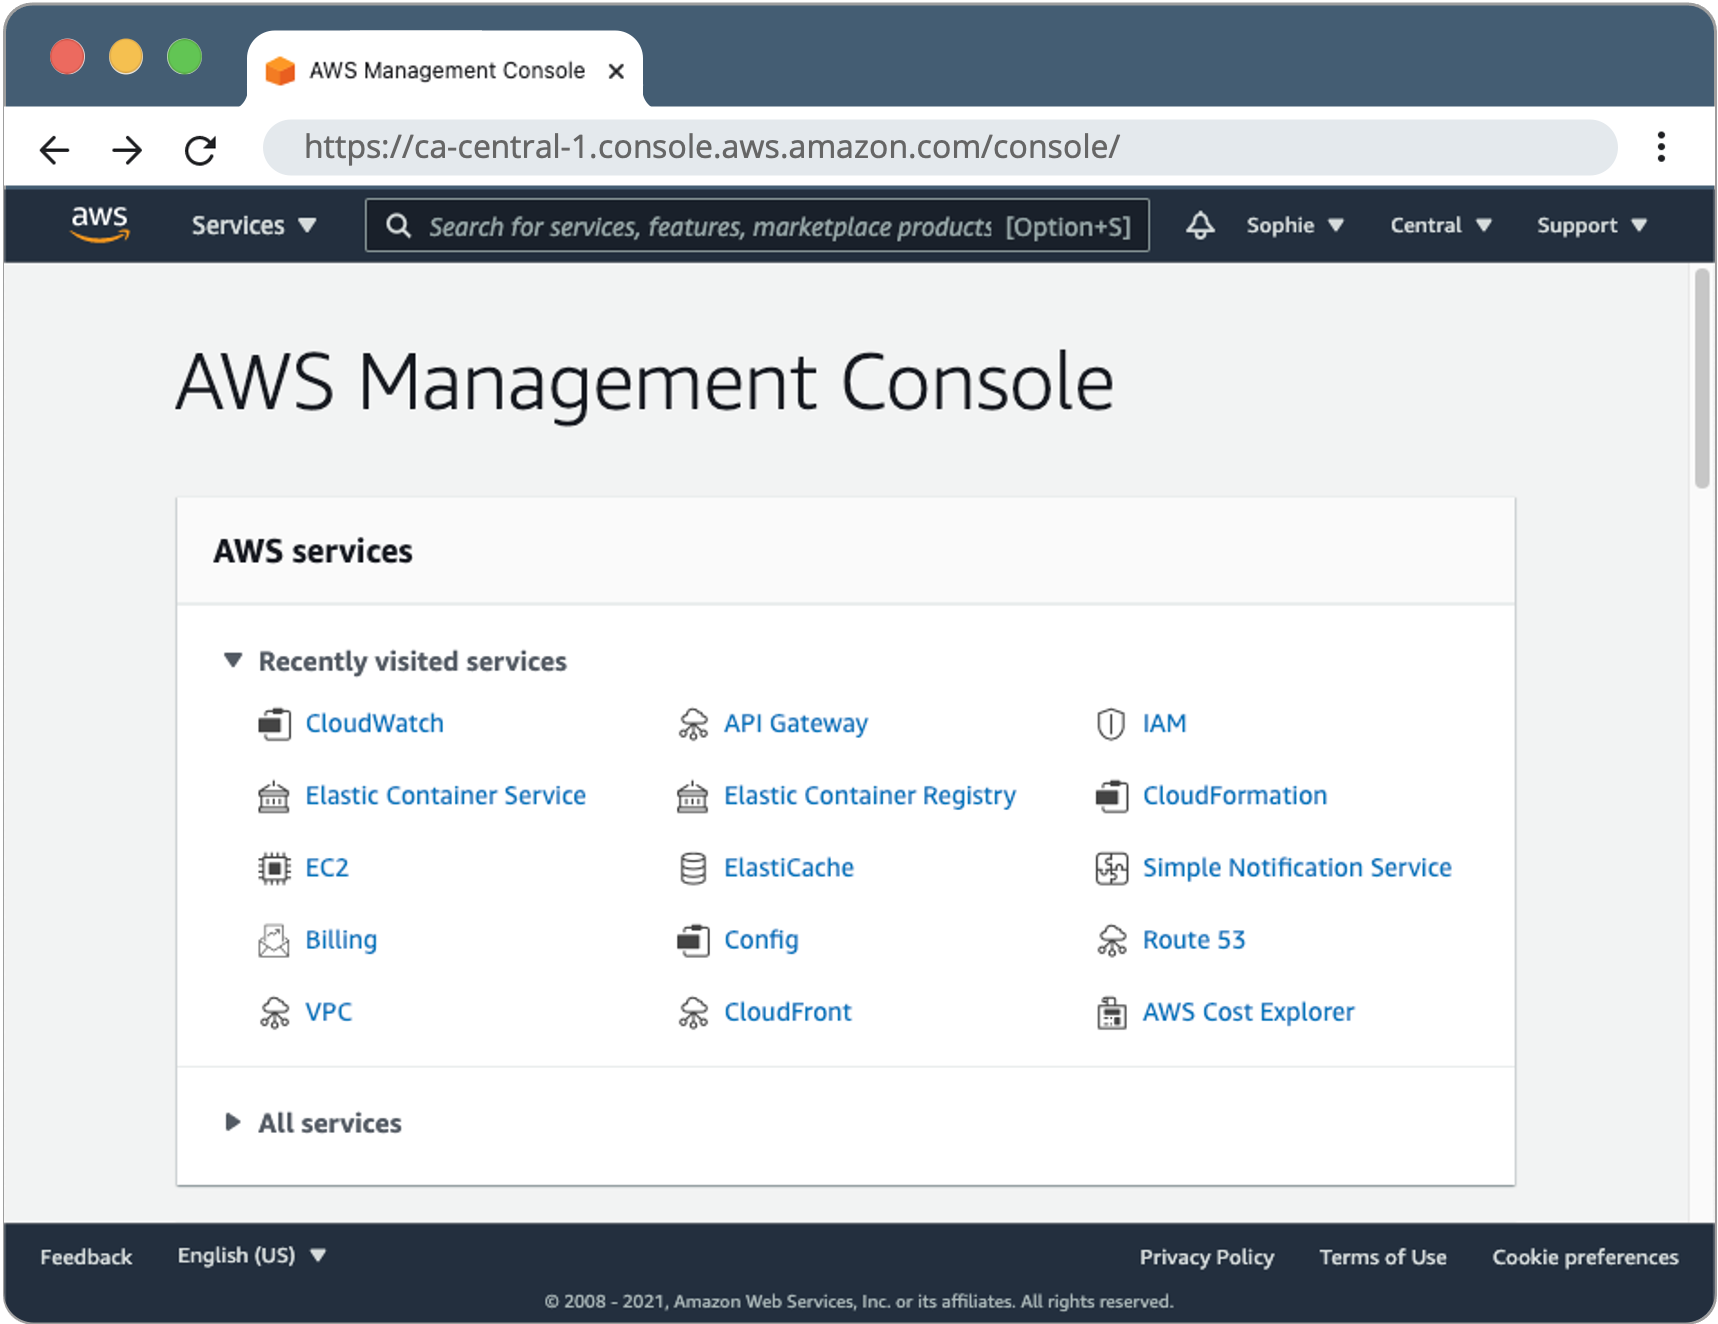 AWS Management Console
https://ca-central-1.console.aws.amazon.com/console/
aws Services Search for services, features, marketplace products [Option+S] Sophie Central Support
AWS Management Console
AWS services
Recently visited services
CloudWatch API Gateway IAM
Elastic Container Service Elastic Container Registry CloudFormation
EC2 ElastiCache Simple Notification Service
Billing Config Route 53
VPC CloudFront AWS Cost Explorer
All services
Feedback English (US) Privacy Policy Terms of Use Cookie preferences
© 2008 - 2021, Amazon Web Services, Inc. or its affiliates. All rights reserved.